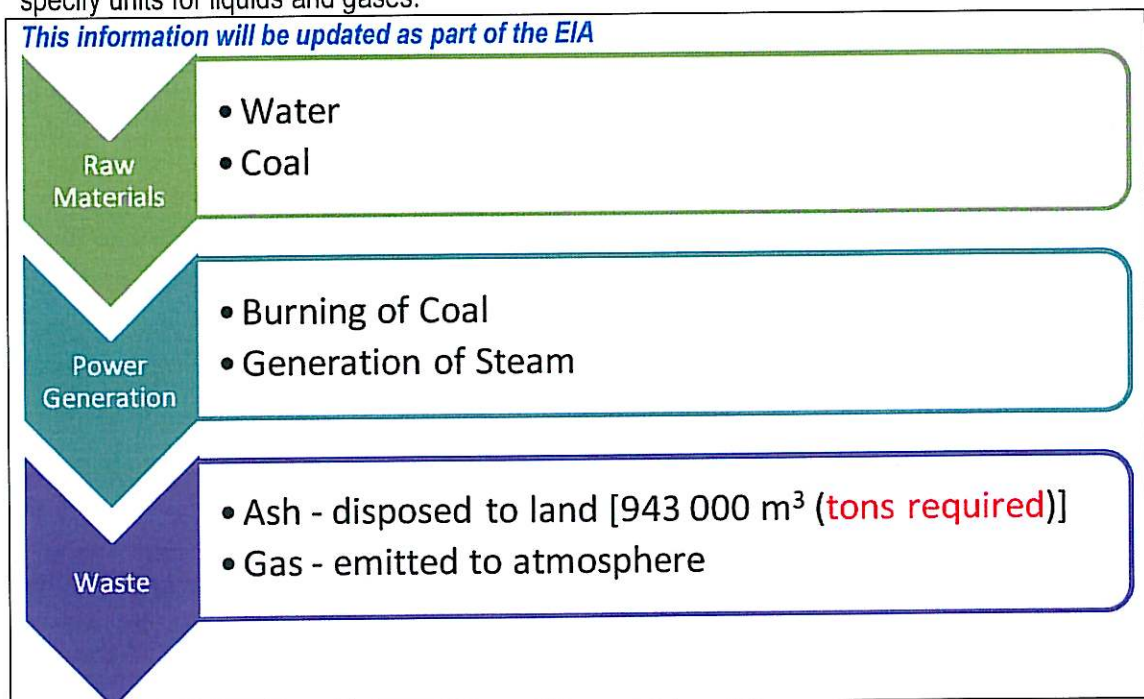 specify units for liquids and gases.
This information will be updated as part of the EIA
Raw
Materials
• Water
• Coal
Power
Generation
• Burning of Coal
• Generation of Steam
Waste
• Ash - disposed to land [943 000 m³ (tons required)]
• Gas - emitted to atmosphere